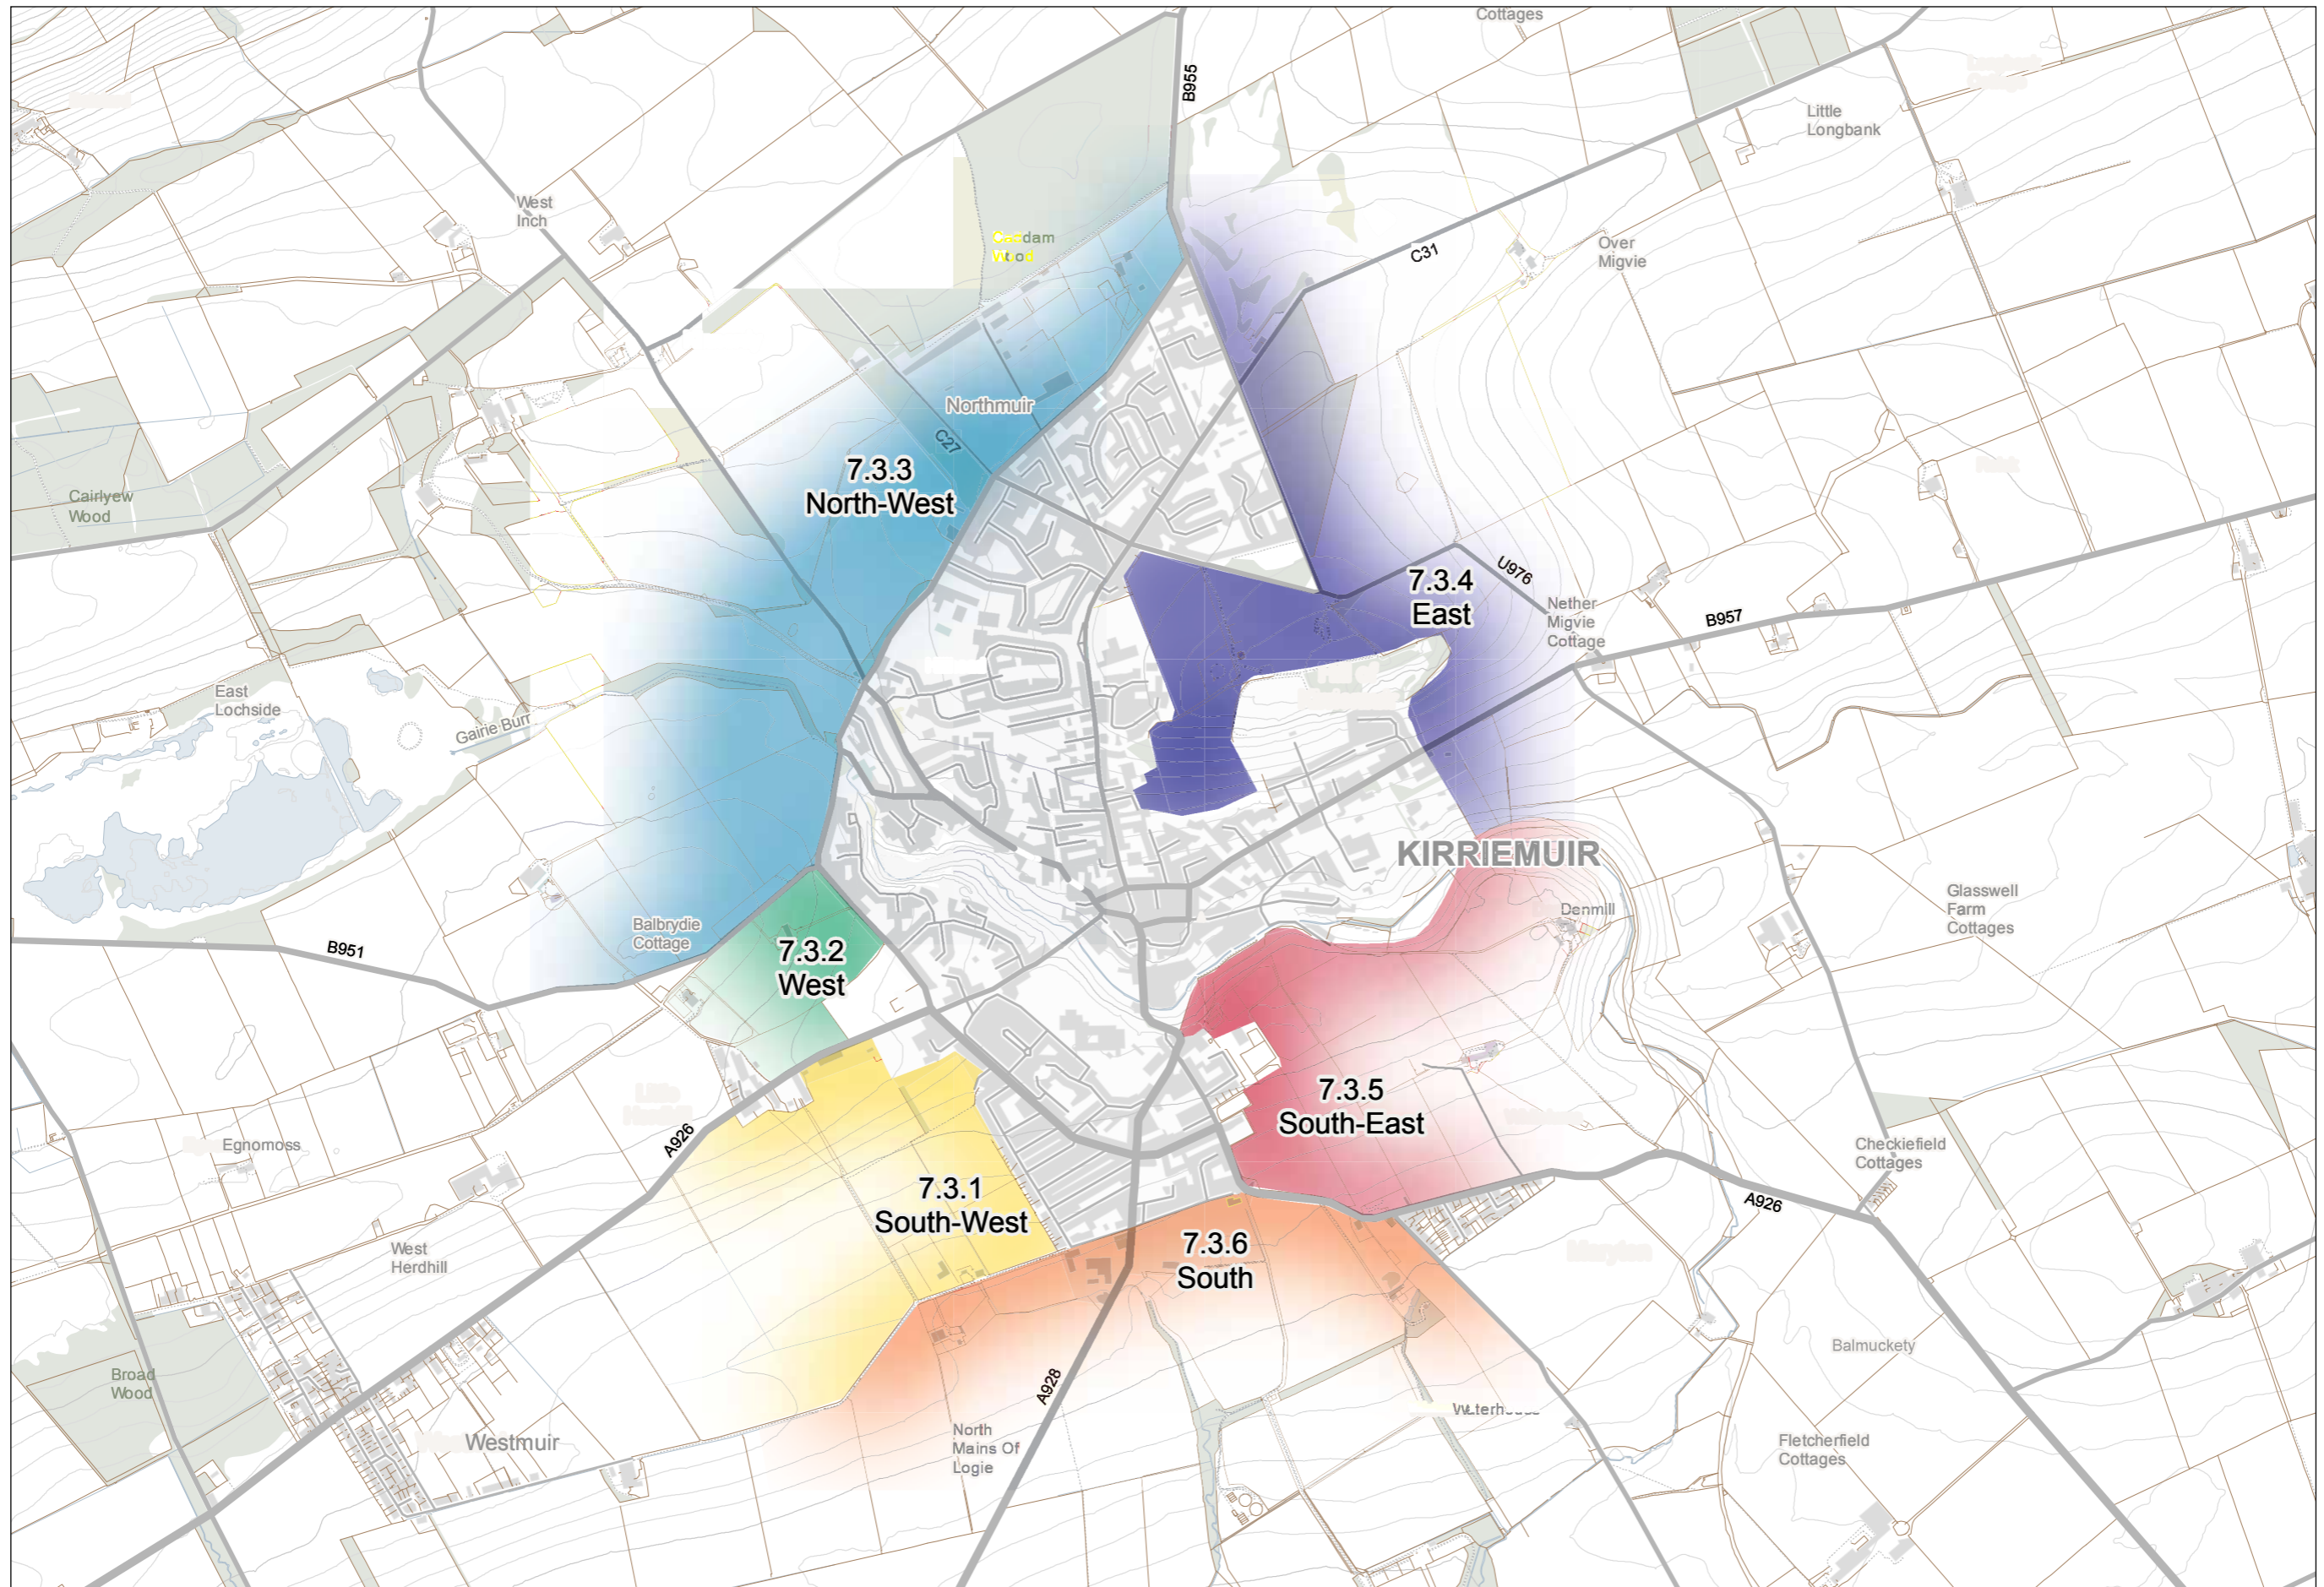 Cottages
B955
Little
Longbank
West
Inch
Wood
Over
Migvie
C31
Northmuir
C27
7.3.3
North-West
Cairlyew
Wood
7.3.4
East
U976
Nether
Migvie
Cottage
B957
East
Lochside
Gairie Burr
KIRRIEMUIR
Glasswell
Farm
Cottages
Denmill
Balbrydie
Cottage
B951
7.3.2
West
7.3.5
South-East
A926
Egnomoss
Checkiefield
Cottages
7.3.1
South-West
A926
West
Herdhill
7.3.6
South
Balmuckety
Broad
Wood
A928
Westmuir
North
Mains Of
Logie
Fletcherfield
Cottages